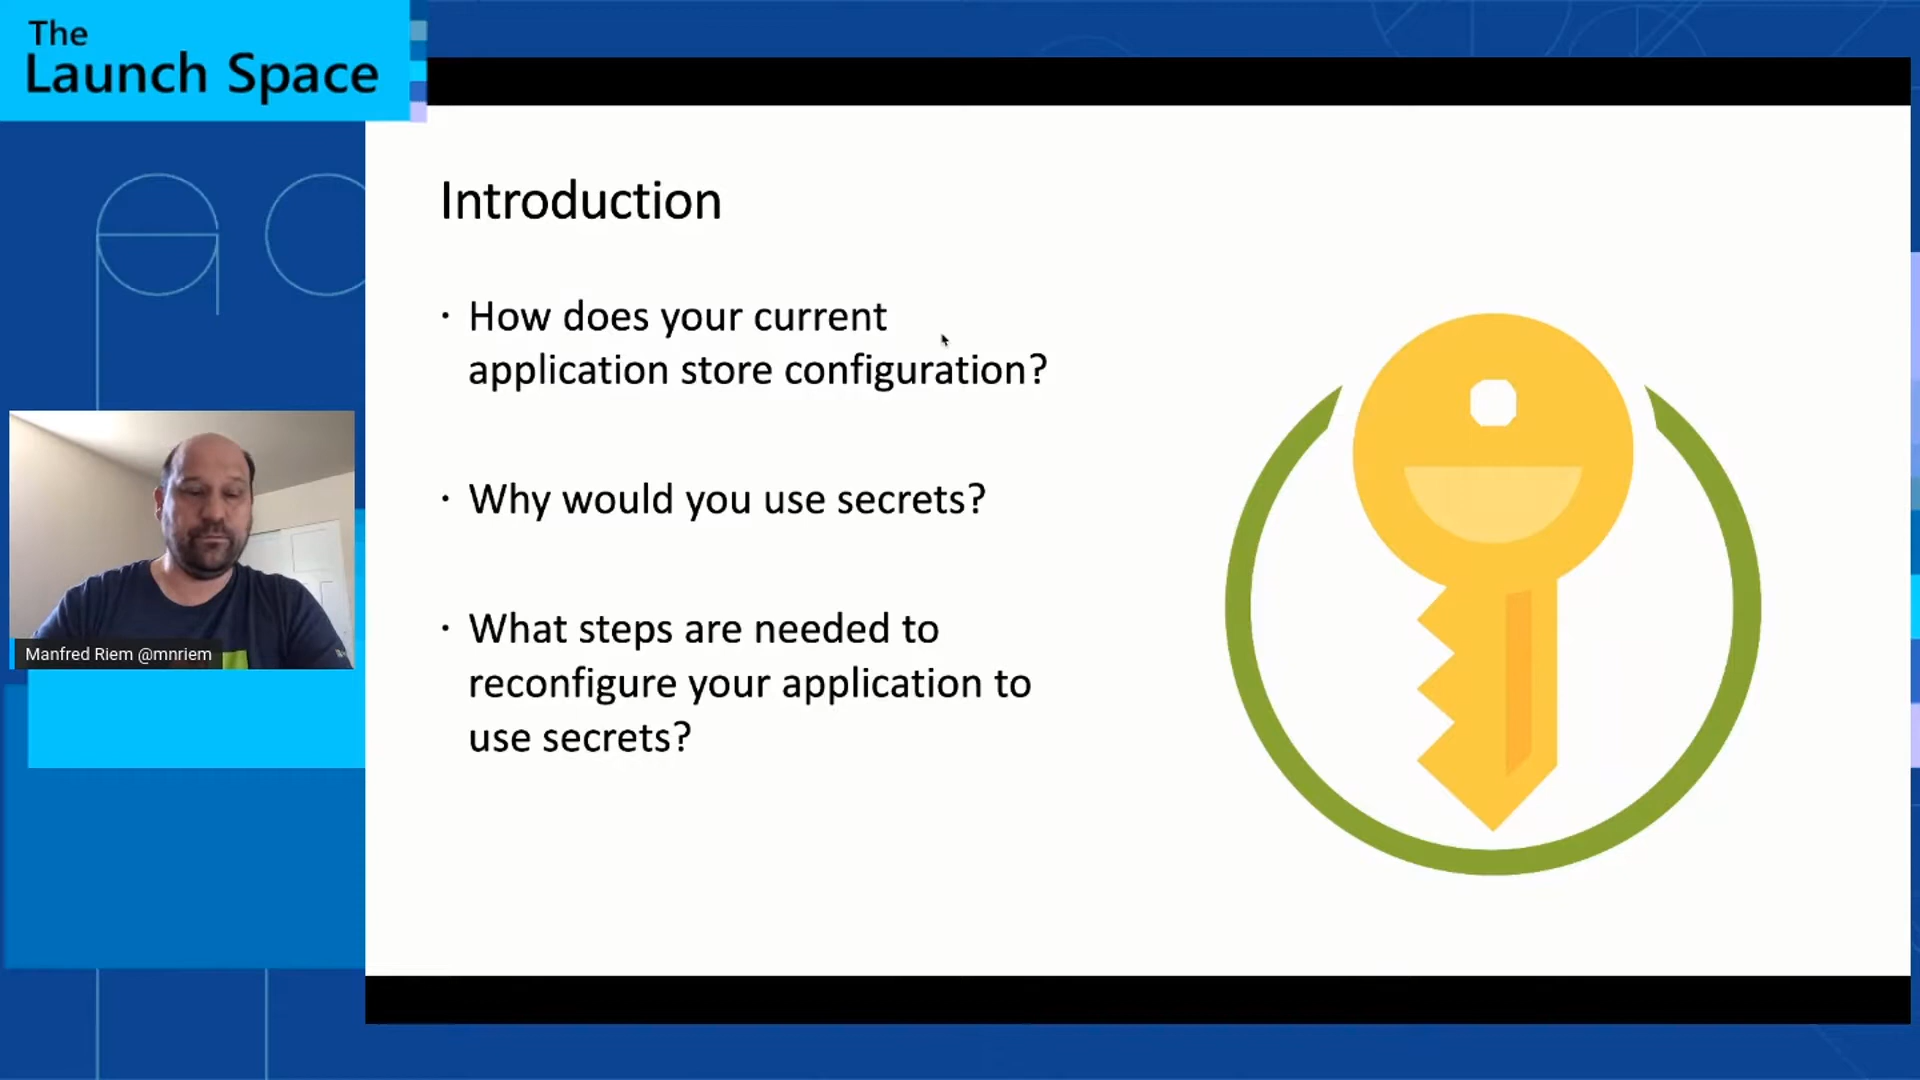 The
Launch Space
Introduction
• How does your current
application store configuration?
• Why would you use secrets?
• What steps are needed to
reconfigure your application to
use secrets?
Manfred Riem @mnriem